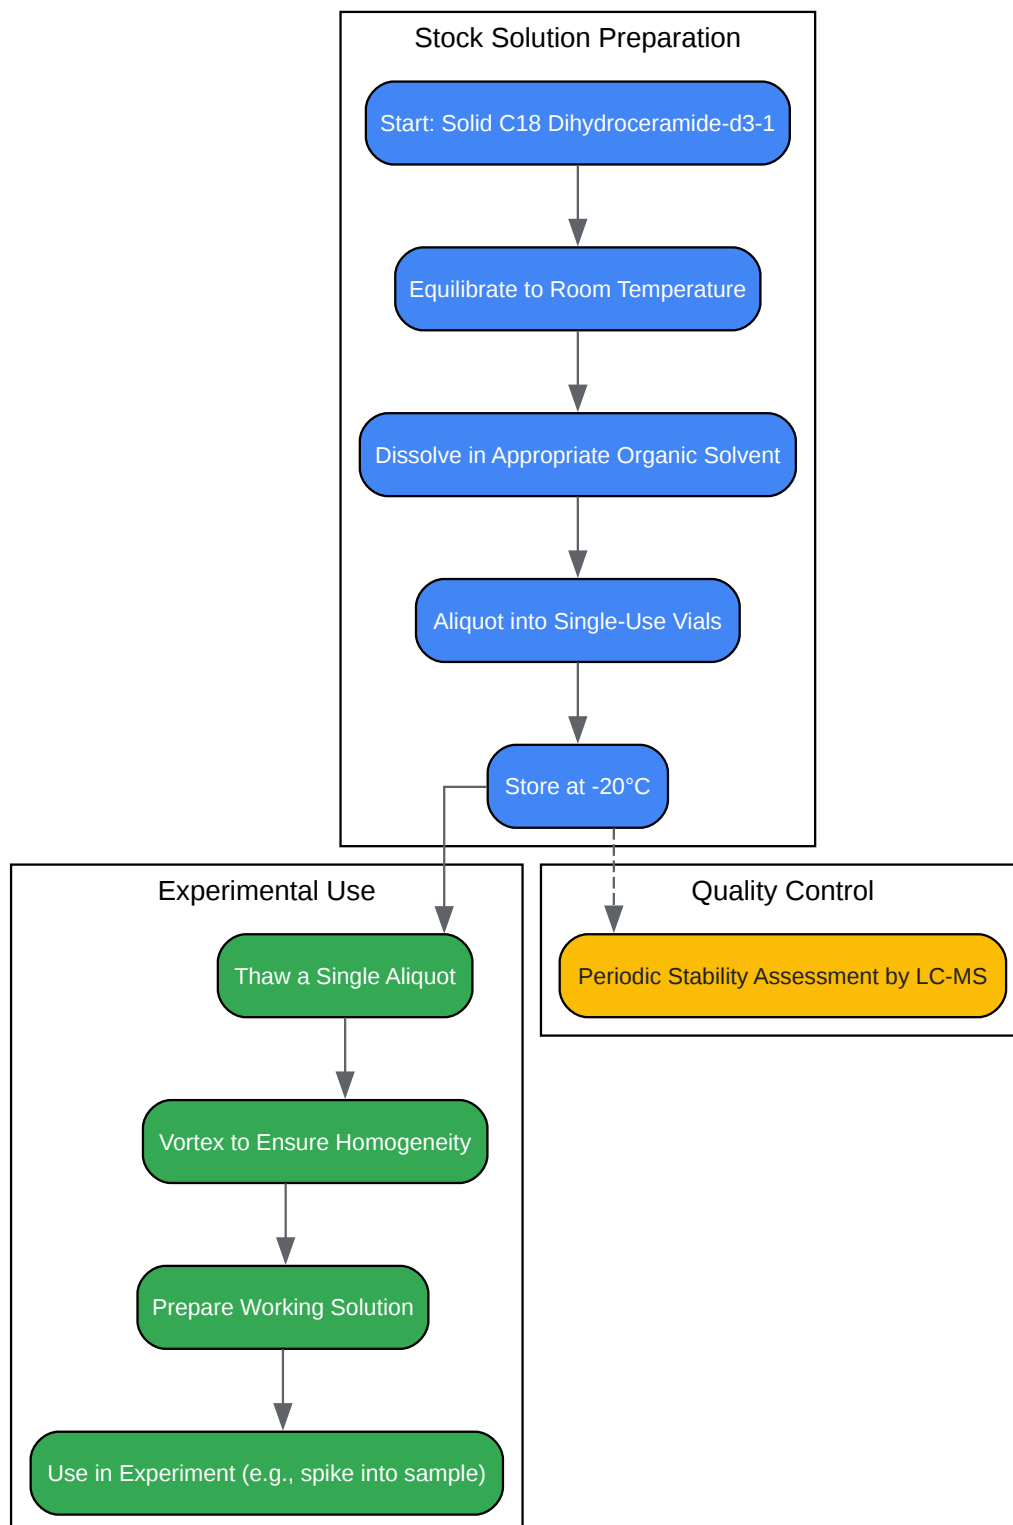 Stock Solution Preparation
Start: Solid C18 Dihydroceramide-d3-1
Equilibrate to Room Temperature
Dissolve in Appropriate Organic Solvent
Aliquot into Single-Use Vials
Store at -20°C
Experimental Use
Thaw a Single Aliquot
Vortex to Ensure Homogeneity
Prepare Working Solution
Use in Experiment (e.g., spike into sample)
Quality Control
Periodic Stability Assessment by LC-MS